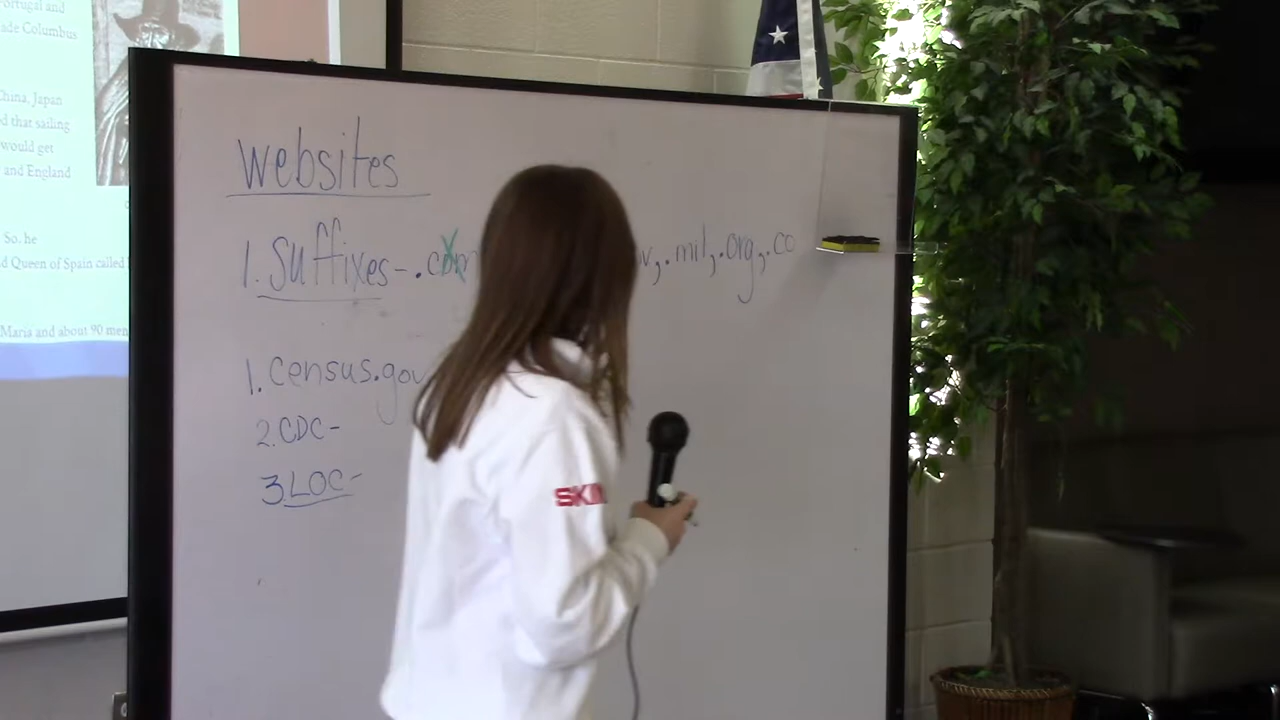 Portugal and
ade Columbus
China, Japan
d that sailing
would get
and England
So, he
d Queen of Spain called
Maria and about 90 men
websites
1. Suffixes - .com v, .mil, .org, .co
1. Census.gov
2. CDC -
3. LOC -
SKI